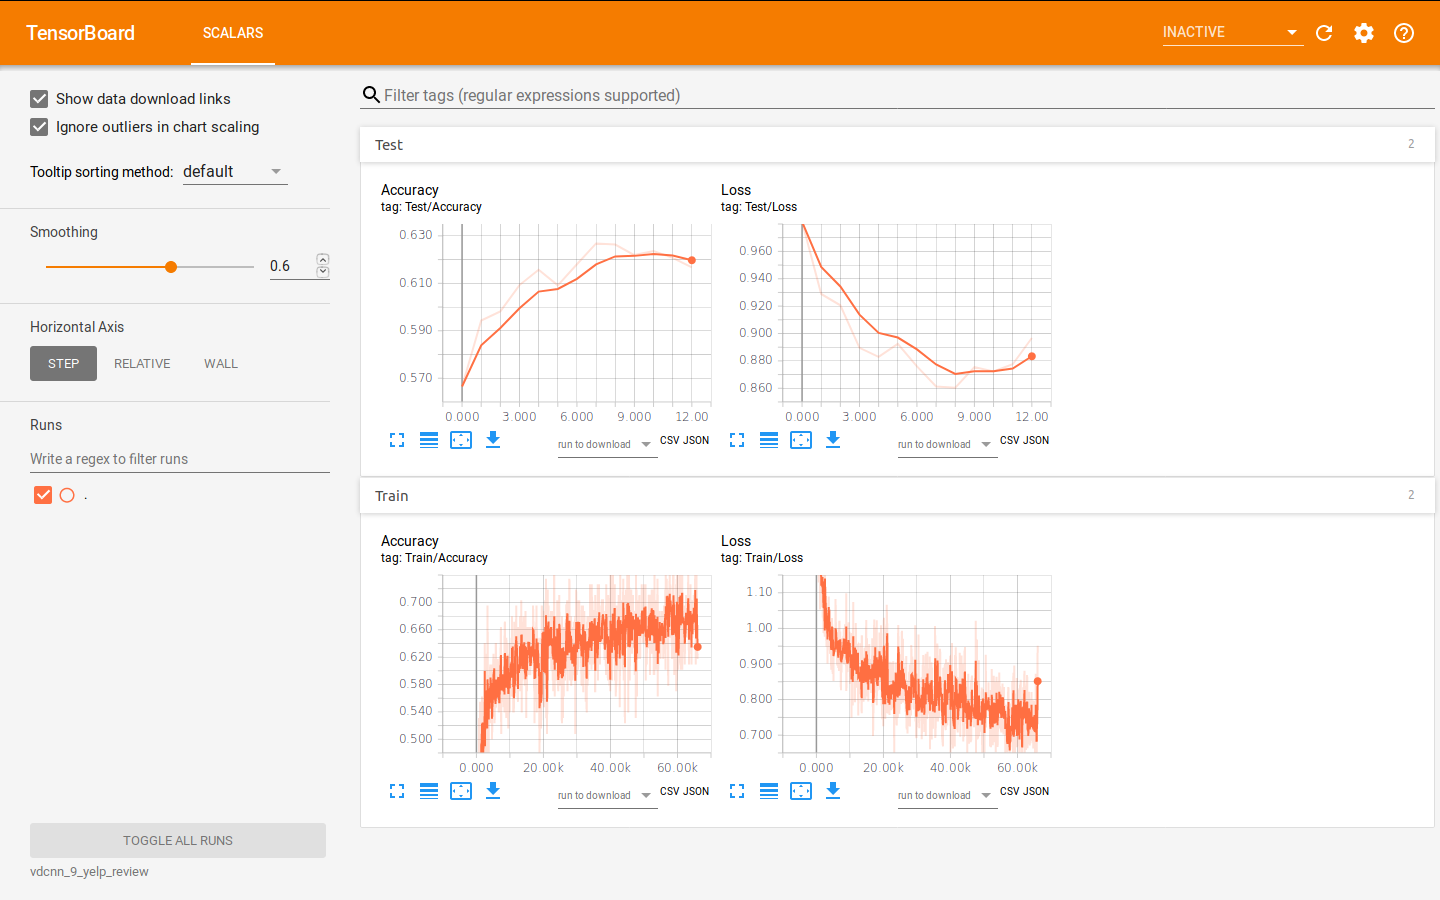 TensorBoard SCALARS INACTIVE
Show data download links
Ignore outliers in chart scaling
Tooltip sorting method: default
Smoothing
0.6
Horizontal Axis
STEP RELATIVE WALL
Runs
Write a regex to filter runs
.
TOGGLE ALL RUNS
vdcnn_9_yelp_review
Filter tags (regular expressions supported)
Test 2
Accuracy
tag: Test/Accuracy
0.630
0.610
0.590
0.570
0.000 3.000 6.000 9.000 12.00
run to download CSV JSON
Loss
tag: Test/Loss
0.960
0.940
0.920
0.900
0.880
0.860
0.000 3.000 6.000 9.000 12.00
run to download CSV JSON
Train 2
Accuracy
tag: Train/Accuracy
0.700
0.660
0.620
0.580
0.540
0.500
0.000 20.00k 40.00k 60.00k
run to download CSV JSON
Loss
tag: Train/Loss
1.10
1.00
0.900
0.800
0.700
0.000 20.00k 40.00k 60.00k
run to download CSV JSON